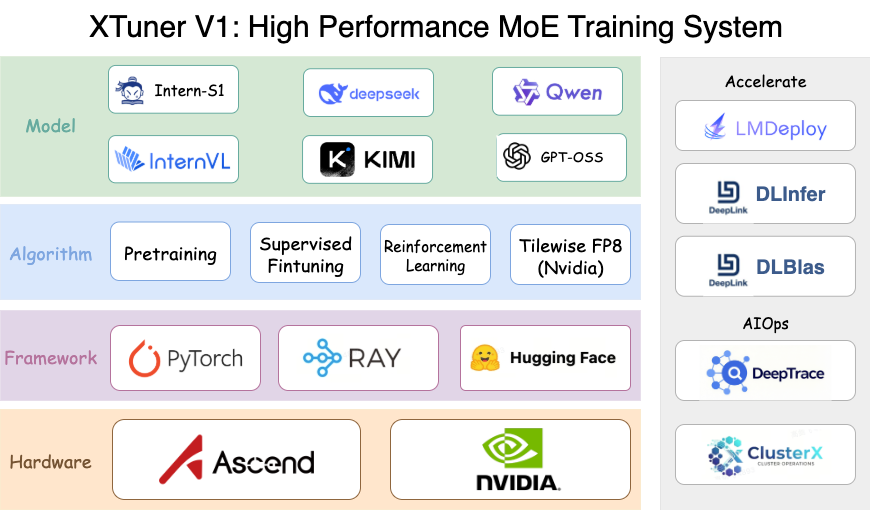 XTuner V1: High Performance MoE Training System
Model
Intern-S1
deepseek
Qwen
InternVL
KIMI
GPT-OSS
Algorithm
Pretraining
Supervised
Fintuning
Reinforcement
Learning
Tilewise FP8
(Nvidia)
Framework
PyTorch
RAY
Hugging Face
Hardware
Ascend
NVIDIA.
Accelerate
LMDeploy
DeepLink
DLInfer
DeepLink
DLBlas
AIOps
DeepTrace
ClusterX
CLUSTER OPERATIONS